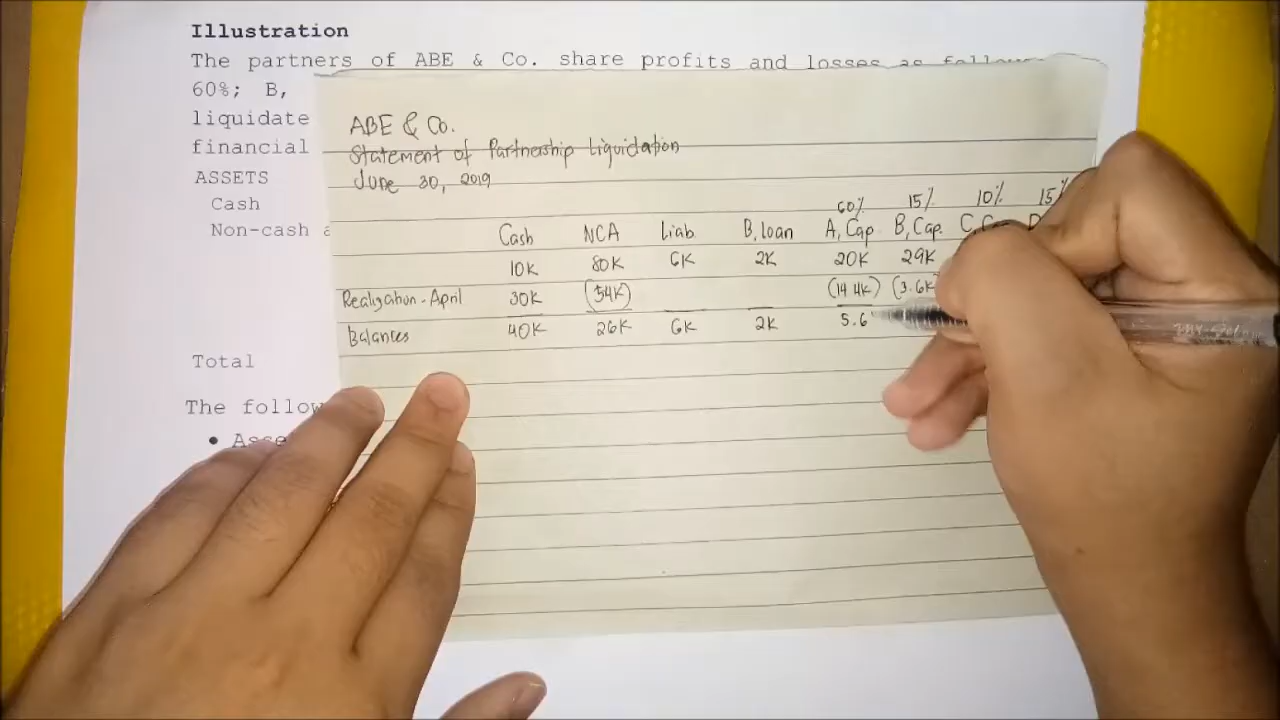 Illustration
The partners of ABE & Co. share profits and losses as
60%; B,
liquidate
financial
ASSETS
Cash
Non-cash
Total
The
•
ABE & Co.
Statement of Partnership Liquidation
June 30, 2019
60% 15% 10% 15%
Cash NCA Liab. B, Loan A, Cap B, Cap.
10K 80K 6K 2K 20K 29K
Realization - April 30K (54K) (14.4K) (3.6K
Balances 40K 26K 6K 2K 5.6